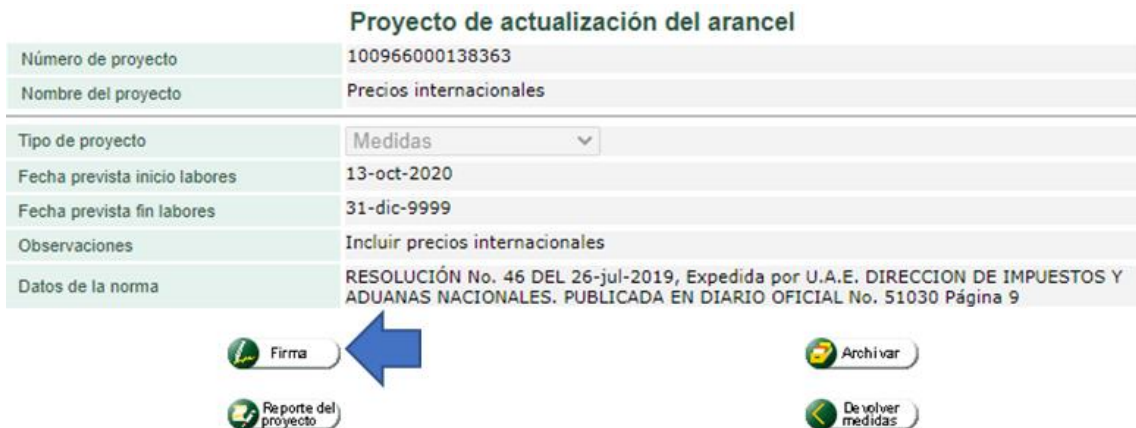 Proyecto de actualización del arancel
Número de proyecto 100966000138363
Nombre del proyecto Precios internacionales
Tipo de proyecto Medidas
Fecha prevista inicio labores 13-oct-2020
Fecha prevista fin labores 31-dic-9999
Observaciones Incluir precios internacionales
Datos de la norma RESOLUCIÓN No. 46 DEL 26-jul-2019, Expedida por U.A.E. DIRECCION DE IMPUESTOS Y
ADUANAS NACIONALES. PUBLICADA EN DIARIO OFICIAL No. 51030 Página 9
Firma Archivar
Reporte del
proyecto
Devolver
medidas